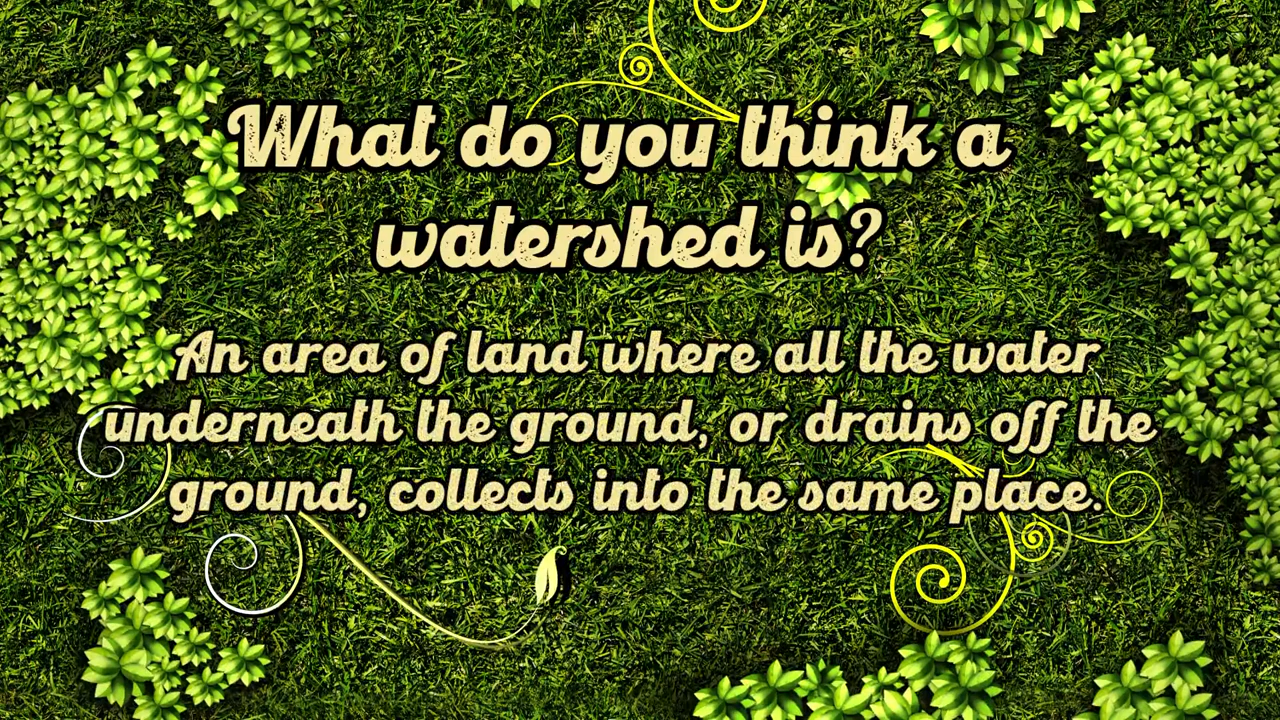 What do you think a
watershed is?
An area of land where all the water
underneath the ground, or drains off the
ground, collects into the same place.